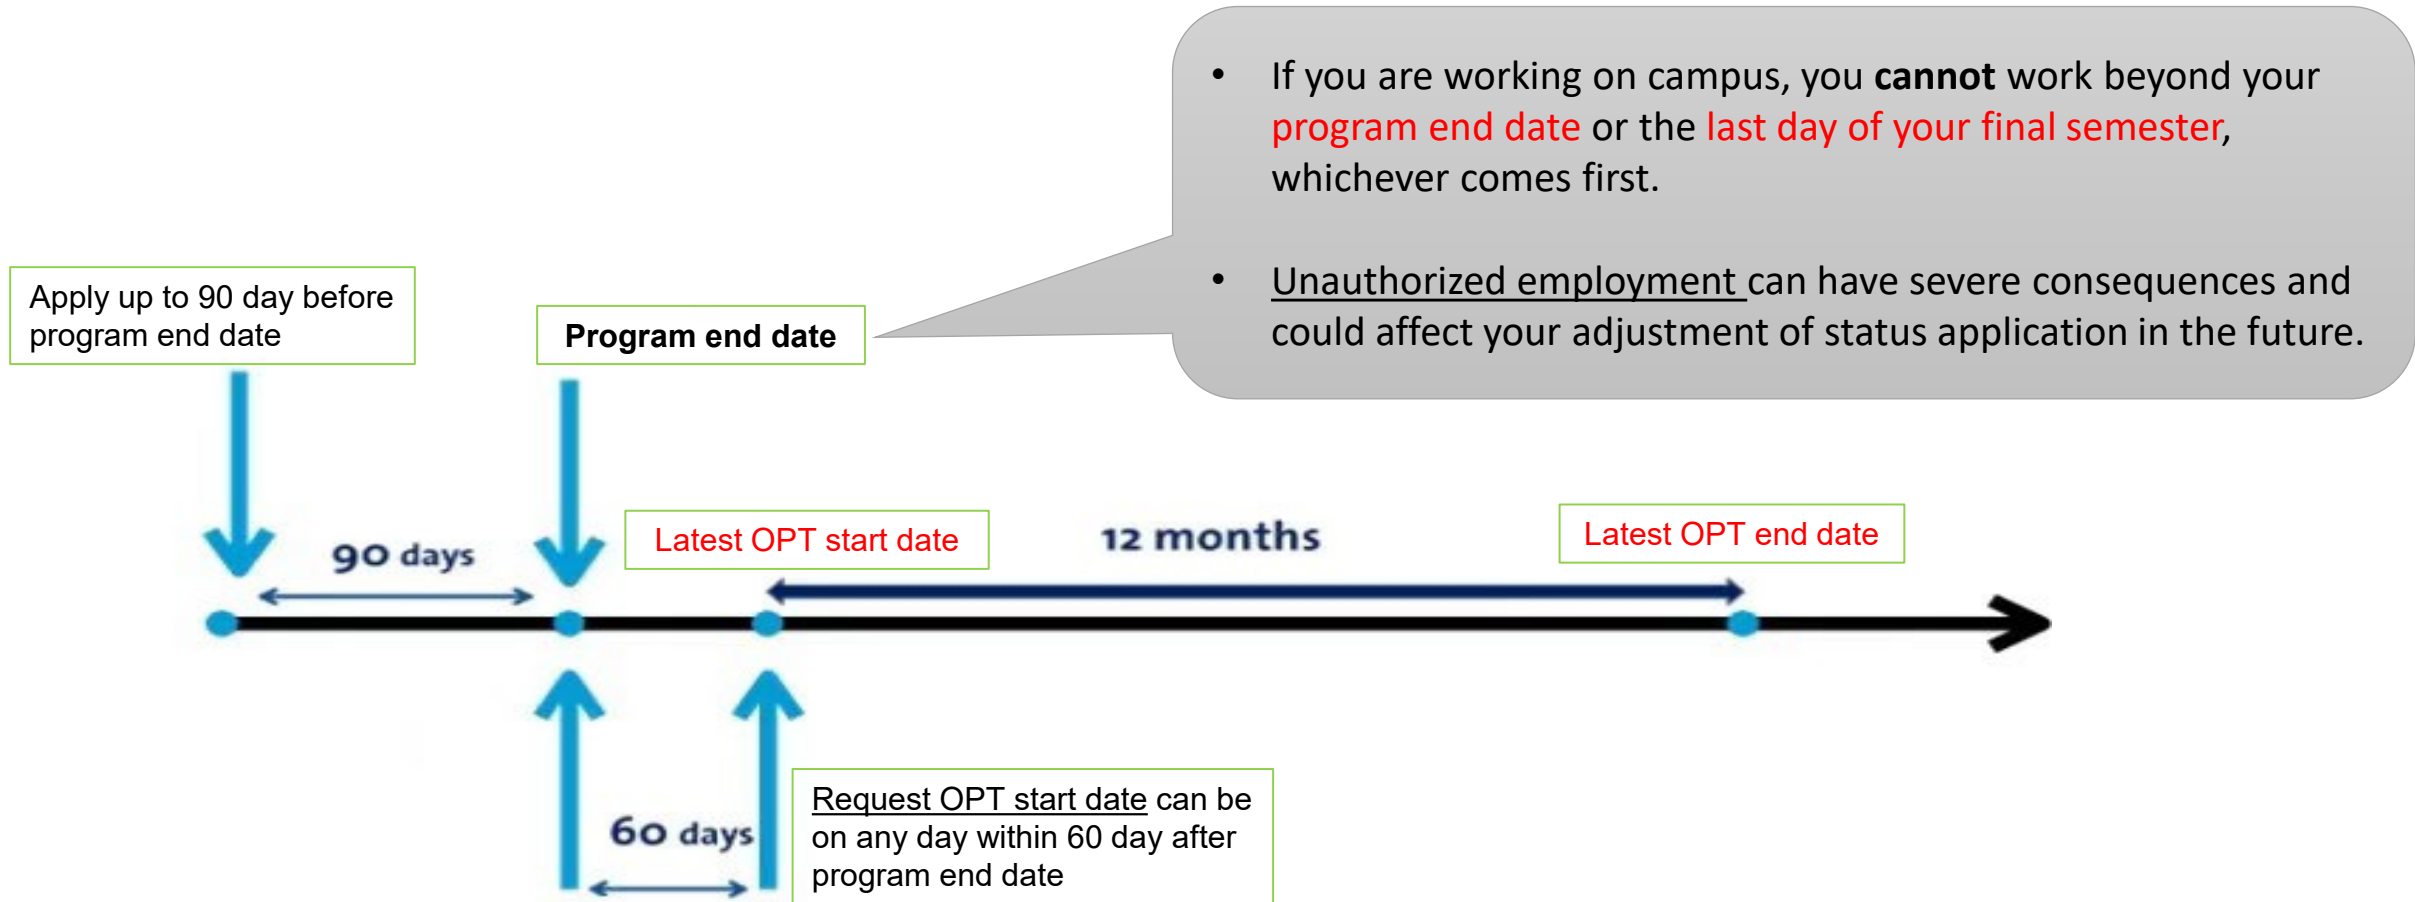 • If you are working on campus, you cannot work beyond your
program end date or the last day of your final semester,
whichever comes first.
• Unauthorized employment can have severe consequences and
could affect your adjustment of status application in the future.
Apply up to 90 day before
program end date
Program end date
90 days
Latest OPT start date
12 months
Latest OPT end date
60 days
Request OPT start date can be
on any day within 60 day after
program end date